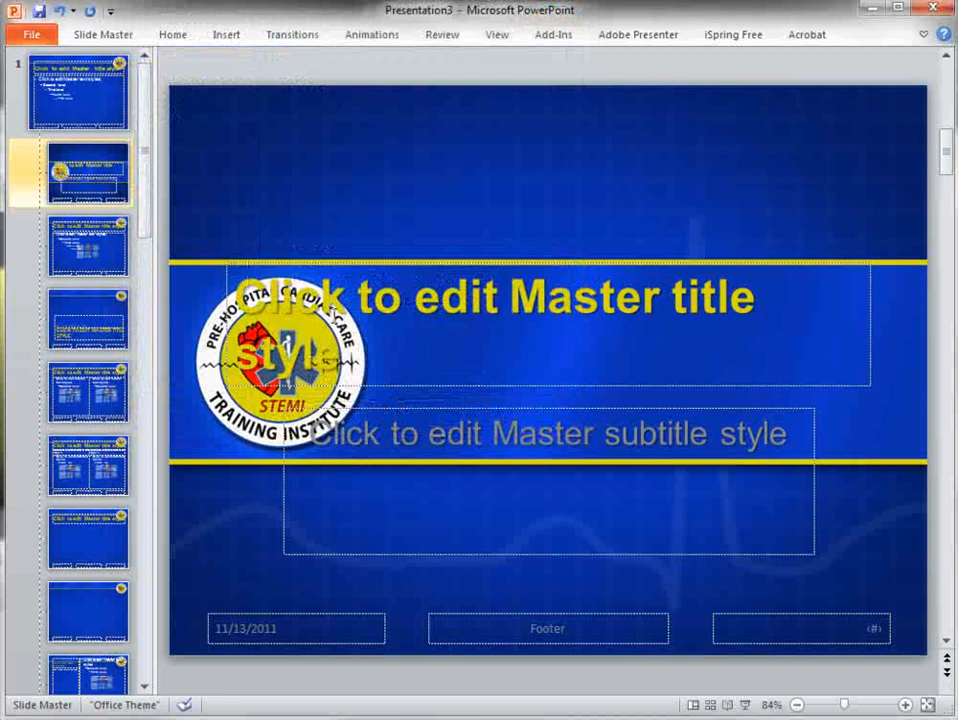 Presentation3 – Microsoft PowerPoint
File Slide Master Home Insert Transitions Animations Review View Add-Ins Adobe Presenter iSpring Free Acrobat
1
Click to edit Master title
style
PRE-HOSPITAL CARDIAC CARE
STEMI
TRAINING INSTITUTE
Click to edit Master subtitle style
11/13/2011
Footer
‹#›
Slide Master "Office Theme" 84%